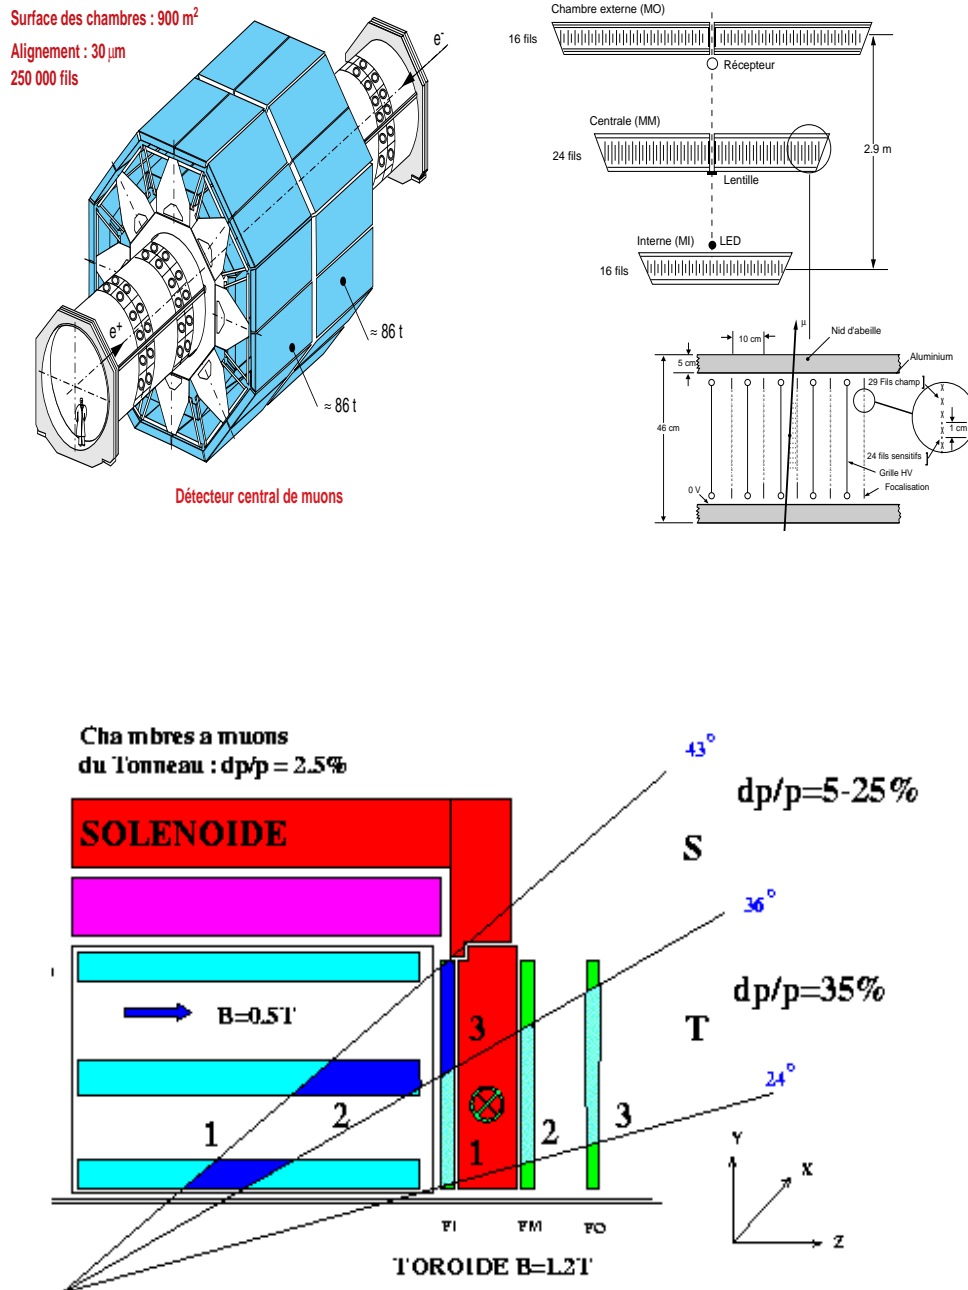 Surface des chambres : 900 m²
Alignement : 30 µm
250 000 fils
e⁻
e⁺
≈ 86 t
≈ 86 t
Détecteur central de muons
Chambre externe (MO)
16 fils
Récepteur
Centrale (MM)
24 fils
2.9 m
Lentille
Interne (MI)
LED
16 fils
µ
Nid d'abeille
10 cm
Aluminium
5 cm
29 Fils champ
46 cm
1 cm
24 fils sensitifs
Grille HV
Focalisation
0 V
Chambres a muons
du Tonneau : dp/p = 2.5%
43°
dp/p=5-25%
SOLENOIDE
S
36°
dp/p=35%
B=0.5T
3
T
24°
1
2
1
2
3
Y
X
Z
FI
FM
FO
TOROIDE B=1.2T